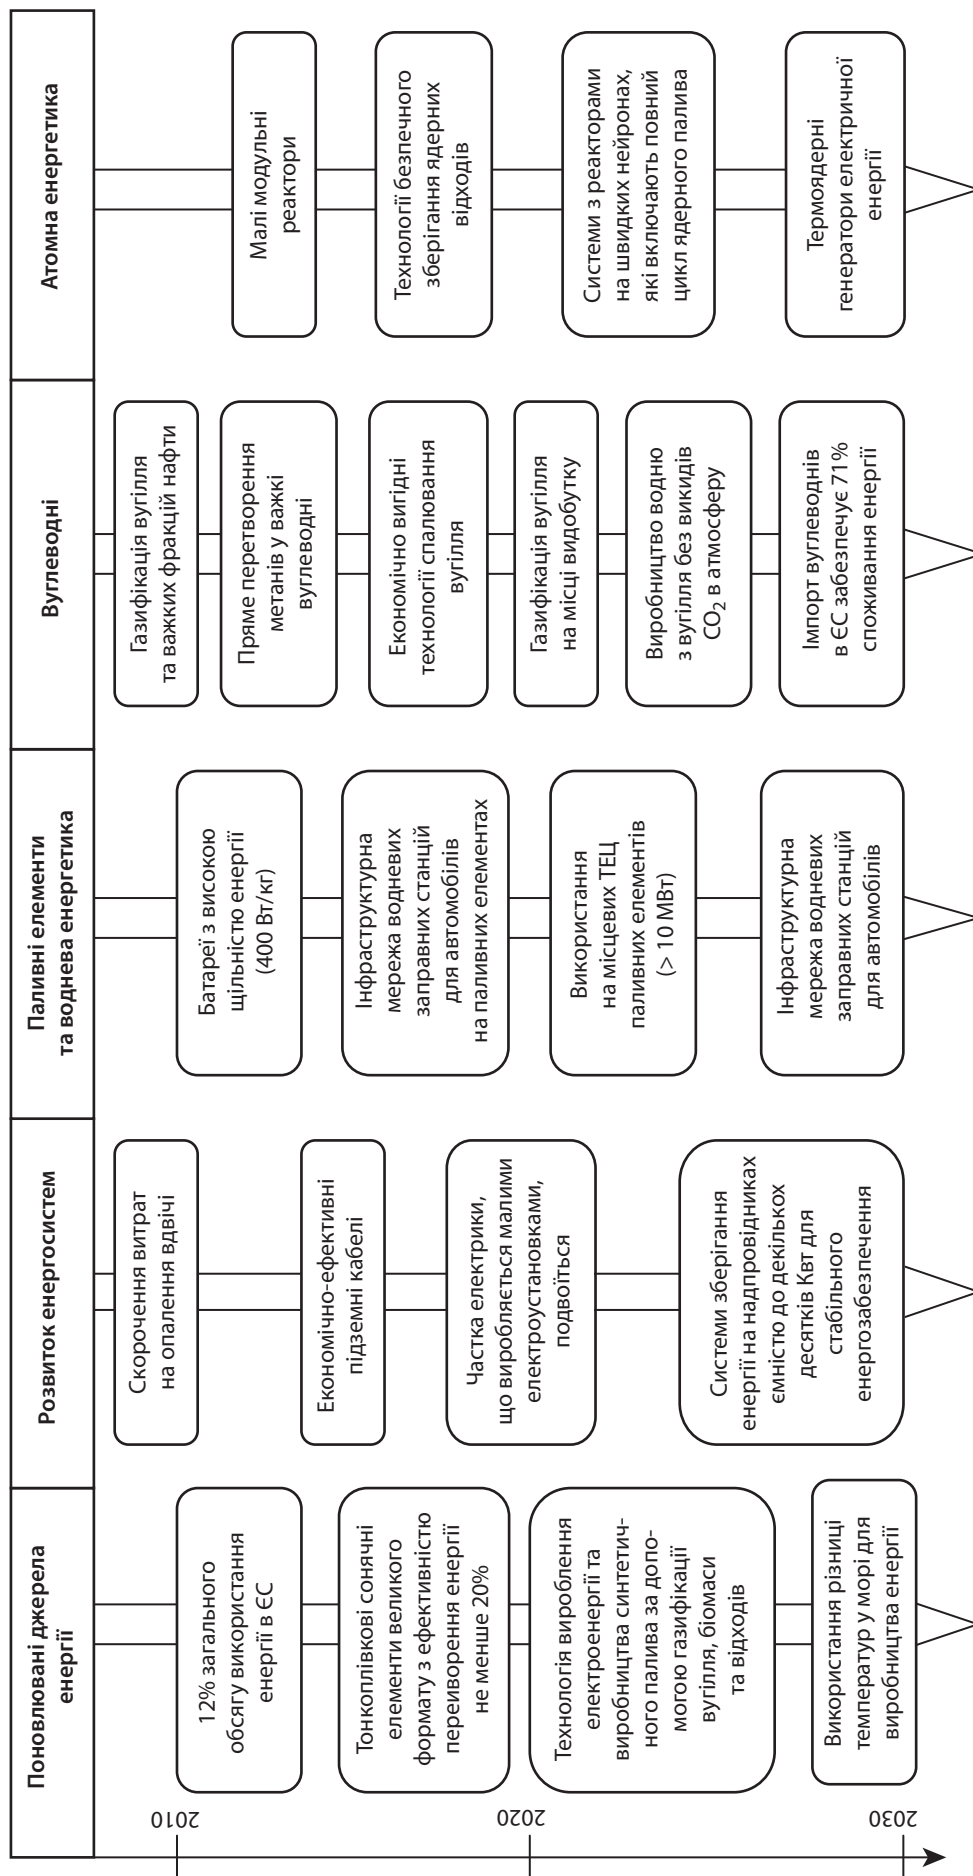 Поновлювані джерела
енергії
12% загального
обсягу використання
енергії в ЄС
Тонкоплівкові сонячні
елементи великого
формату з ефективністю
переиворення енергії
не менше 20%
Технологія вироблення
електроенергії та
виробництва синтетич-
ного палива за допо-
могою газифікації
вугілля, біомаси
та відходів
Використання різниці
температур у морі для
виробництва енергії
Розвиток енергосистем
Скорочення витрат
на опалення вдвічі
Економічно-ефективні
підземні кабелі
Частка електрики,
що виробляється малими
електроустановками,
подвоїться
Системи зберігання
енергії на надпровідниках
ємністю до декількох
десятків Квт для
стабільного
енергозабезпечення
Паливні елементи
та воднева енергетика
Батареї з високою
щільністю енергії
(400 Вт/кг)
Інфраструктурна
мережа водневих
заправних станцій
для автомобілів
на паливних елементах
Використання
на місцевих ТЕЦ
паливних елементів
(> 10 МВт)
Інфраструктурна
мережа водневих
заправних станцій
для автомобілів
Вуглеводні
Газифікація вугілля
та важких фракцій нафти
Пряме перетворення
метанів у важкі
вуглеводні
Економічно вигідні
технології спалювання
вугілля
Газифікація вугілля
на місці видобутку
Виробництво водню
з вугілля без викидів
CO₂ в атмосферу
Імпорт вуглеводнів
в ЄС забезпечує 71%
споживання енергії
Атомна енергетика
Малі модульні
реактори
Технології безпечного
зберігання ядерних
відходів
Системи з реакторами
на швидких нейронах,
які включають повний
цикл ядерного палива
Термоядерні
генератори електричної
енергії
2010
2020
2030